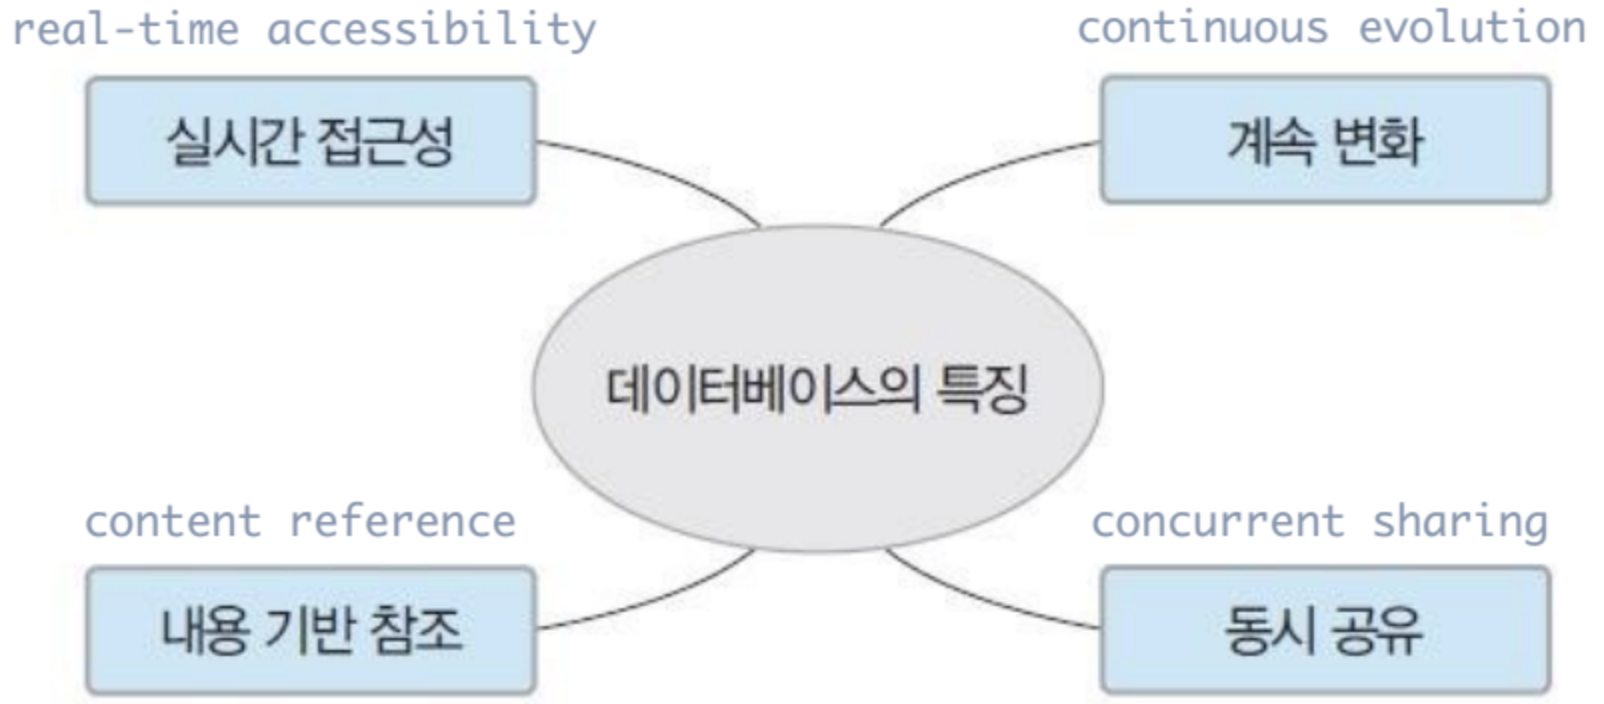 real-time accessibility
실시간 접근성
continuous evolution
계속 변화
데이터베이스의 특징
content reference
내용 기반 참조
concurrent sharing
동시 공유